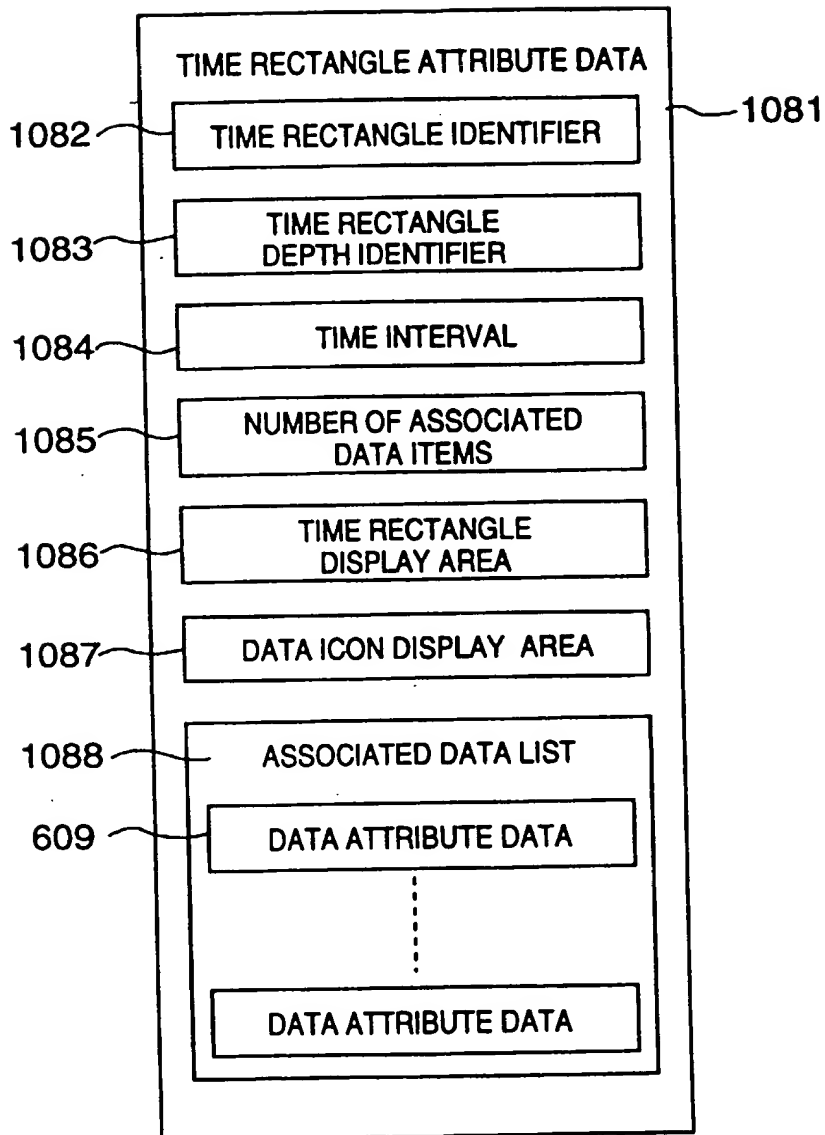 TIME RECTANGLE ATTRIBUTE DATA
1081
1082
TIME RECTANGLE IDENTIFIER
1083
TIME RECTANGLE
DEPTH IDENTIFIER
1084
TIME INTERVAL
1085
NUMBER OF ASSOCIATED
DATA ITEMS
1086
TIME RECTANGLE
DISPLAY AREA
1087
DATA ICON DISPLAY AREA
1088
ASSOCIATED DATA LIST
609
DATA ATTRIBUTE DATA
DATA ATTRIBUTE DATA